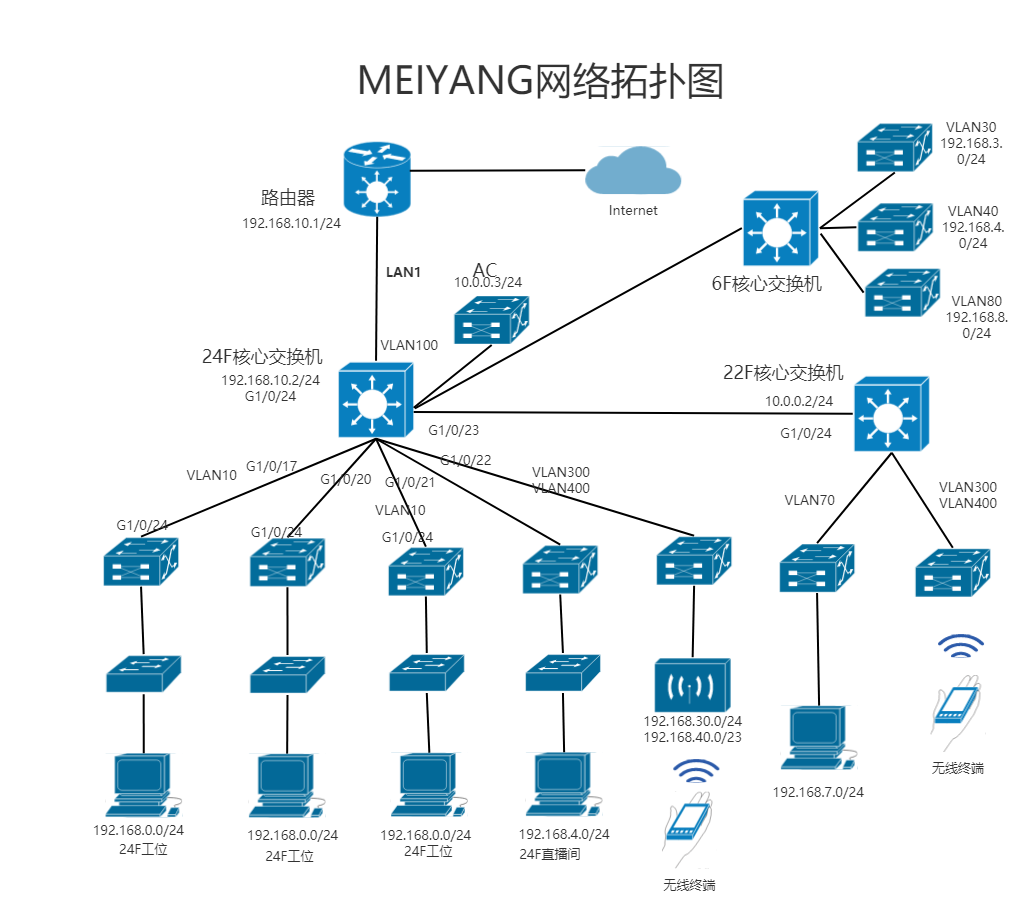 MEIYANG网络拓扑图
VLAN30
192.168.3.
0/24
路由器
192.168.10.1/24
Internet
VLAN40
192.168.4.
0/24
LAN1
AC
10.0.0.3/24
6F核心交换机
VLAN80
192.168.8.
0/24
VLAN100
24F核心交换机
192.168.10.2/24
G1/0/24
22F核心交换机
10.0.0.2/24
G1/0/23
G1/0/24
VLAN10
G1/0/17
G1/0/20
G1/0/21
G1/0/22
VLAN300
VLAN400
VLAN70
VLAN300
VLAN400
VLAN10
G1/0/24
G1/0/24
G1/0/24
192.168.30.0/24
192.168.40.0/23
192.168.7.0/24
无线终端
192.168.0.0/24
24F工位
192.168.0.0/24
24F工位
192.168.0.0/24
24F工位
192.168.4.0/24
24F直播间
无线终端